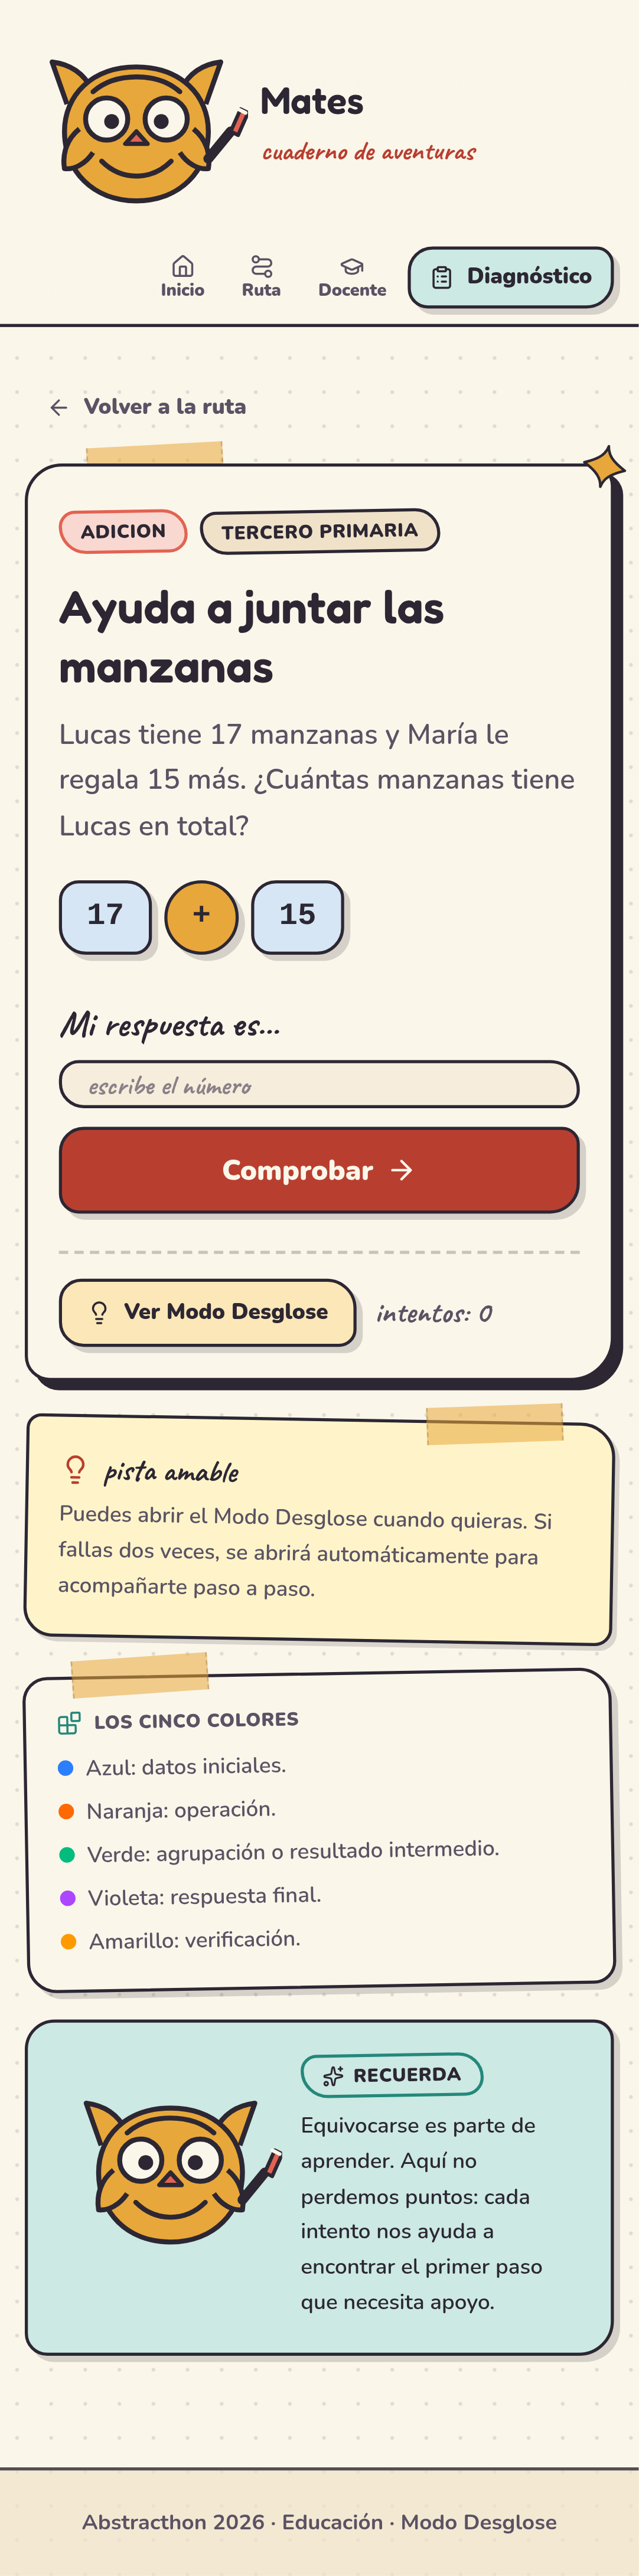 Mates
cuaderno de aventuras
Inicio
Ruta
Docente
Diagnóstico
Volver a la ruta
ADICION
TERCERO PRIMARIA
Ayuda a juntar las
manzanas
Lucas tiene 17 manzanas y María le
regala 15 más. ¿Cuántas manzanas tiene
Lucas en total?
17 + 15
Mi respuesta es...
escribe el número
Comprobar →
Ver Modo Desglose
intentos: 0
pista amable
Puedes abrir el Modo Desglose cuando quieras. Si
fallas dos veces, se abrirá automáticamente para
acompañarte paso a paso.
LOS CINCO COLORES
Azul: datos iniciales.
Naranja: operación.
Verde: agrupación o resultado intermedio.
Violeta: respuesta final.
Amarillo: verificación.
RECUERDA
Equivocarse es parte de
aprender. Aquí no
perdemos puntos: cada
intento nos ayuda a
encontrar el primer paso
que necesita apoyo.
Abstracthon 2026 · Educación · Modo Desglose